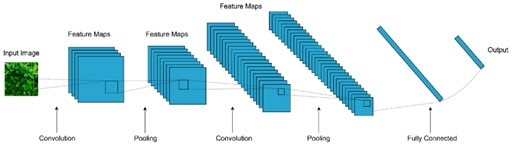 Input Image
Feature Maps
Feature Maps
Feature Maps
Output
Convolution
Pooling
Convolution
Pooling
Fully Connected